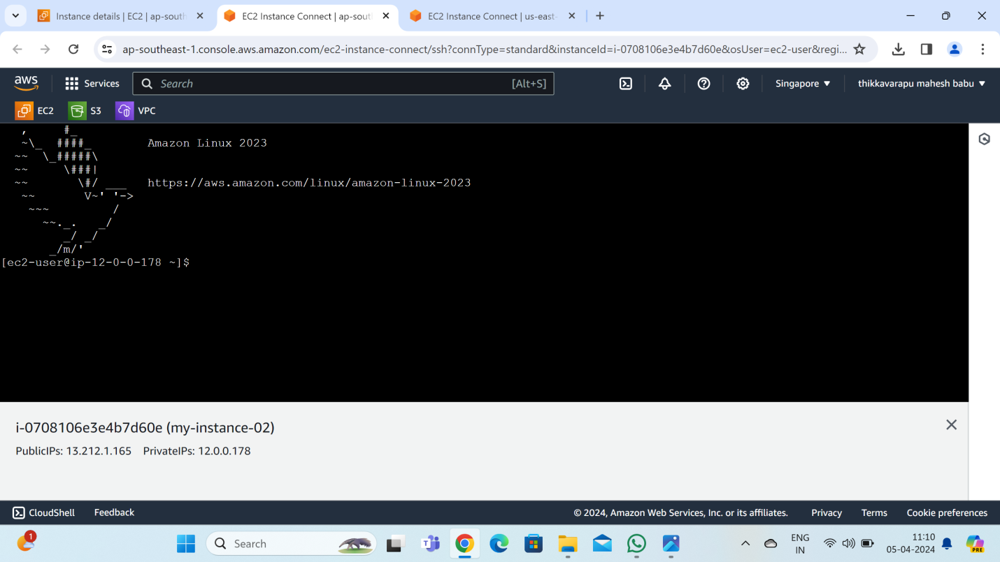 Instance details | EC2 | ap-south
EC2 Instance Connect | ap-sout
EC2 Instance Connect | us-east-
ap-southeast-1.console.aws.amazon.com/ec2-instance-connect/ssh?connType=standard&instanceId=i-0708106e3e4b7d60e&osUser=ec2-user&regi...
aws Services Search [Alt+S] Singapore ▼ thikkavarapu mahesh babu ▼
EC2 S3 VPC
   ,     #_
   ~\_  ####_        Amazon Linux 2023
  ~~  \_#####\
  ~~     \###|
  ~~       \#/ ___   https://aws.amazon.com/linux/amazon-linux-2023
   ~~       V~' '->
    ~~~         /
      ~~._.   _/
         _/ _/
       _/m/'
[ec2-user@ip-12-0-0-178 ~]$
i-0708106e3e4b7d60e (my-instance-02)
PublicIPs: 13.212.1.165 PrivateIPs: 12.0.0.178
CloudShell Feedback © 2024, Amazon Web Services, Inc. or its affiliates. Privacy Terms Cookie preferences
1
Search
T
PRE
ENG
IN
11:10
05-04-2024